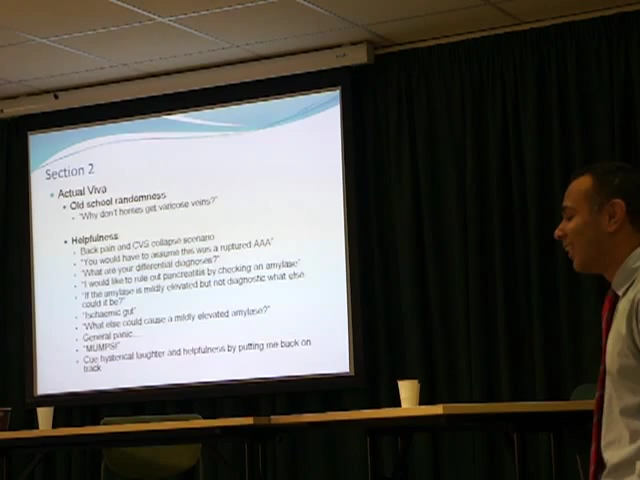 Section 2
Actual Viva
Old school randomness
"Why don't horses get varicose veins?"
Helpfulness
Back pain and CVS collapse scenario
"You would have to assume this was a ruptured AAA"
"What are your differential diagnoses?"
"I would like to rule out pancreatitis by checking an amylase"
"If the amylase is mildly elevated but not diagnostic what else
could it be?"
"Ischaemic gut"
"What else could cause a mildly elevated amylase?"
General panic....
"MUMPS!"
Cue hysterical laughter and helpfulness by putting me back on
track